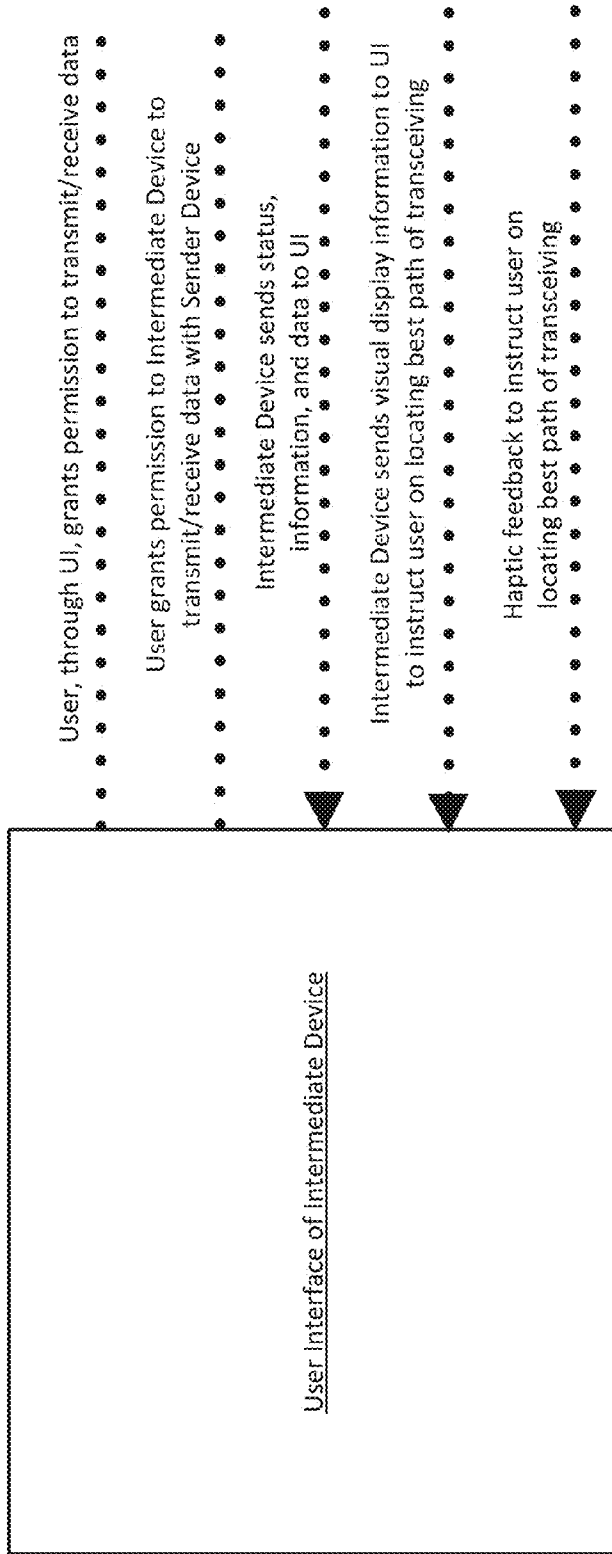 User, through UI, grants permission to transmit/receive data
User grants permission to Intermediate Device to
transmit/receive data with Sender Device
Intermediate Device sends status,
information, and data to UI
Intermediate Device sends visual display information to UI
to instruct user on locating best path of transceiving
Haptic feedback to instruct user on
locating best path of transceiving
User Interface of Intermediate Device